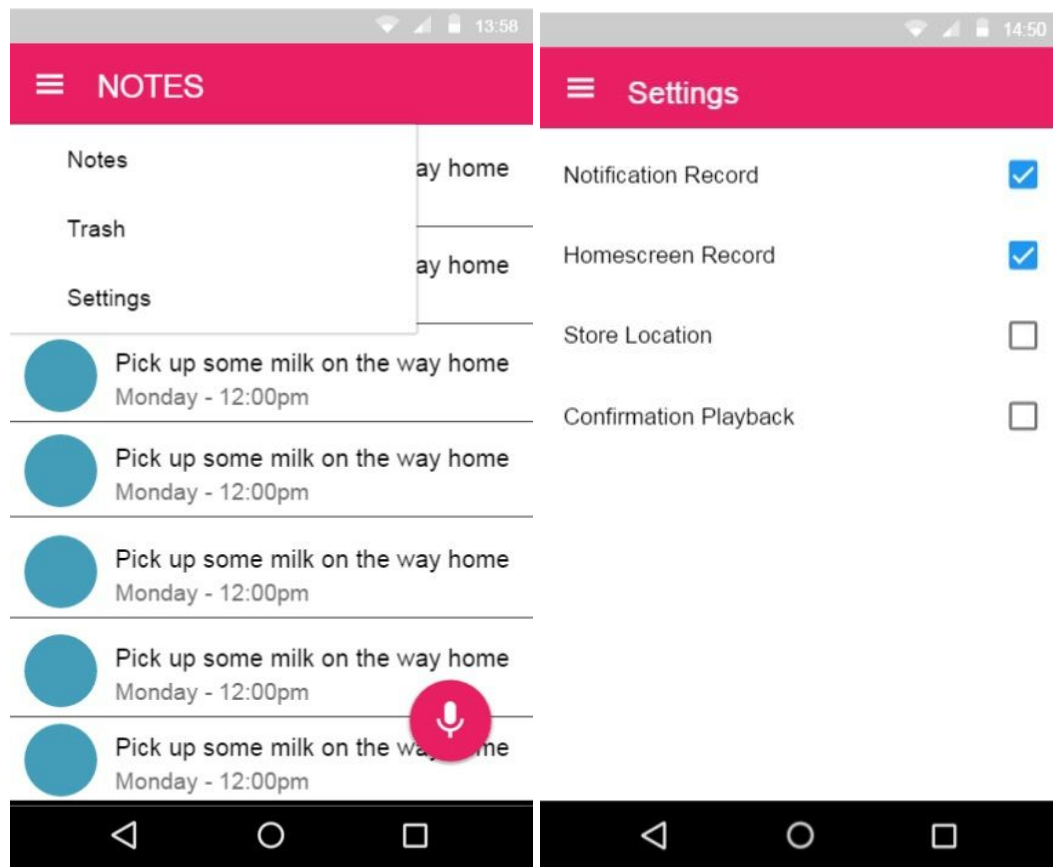 13:58
NOTES
Notes
ay home
Trash
ay home
Settings
Pick up some milk on the way home
Monday - 12:00pm
Pick up some milk on the way home
Monday - 12:00pm
Pick up some milk on the way home
Monday - 12:00pm
Pick up some milk on the way home
Monday - 12:00pm
Pick up some milk on the wa me
Monday - 12:00pm
14:50
Settings
Notification Record
Homescreen Record
Store Location
Confirmation Playback